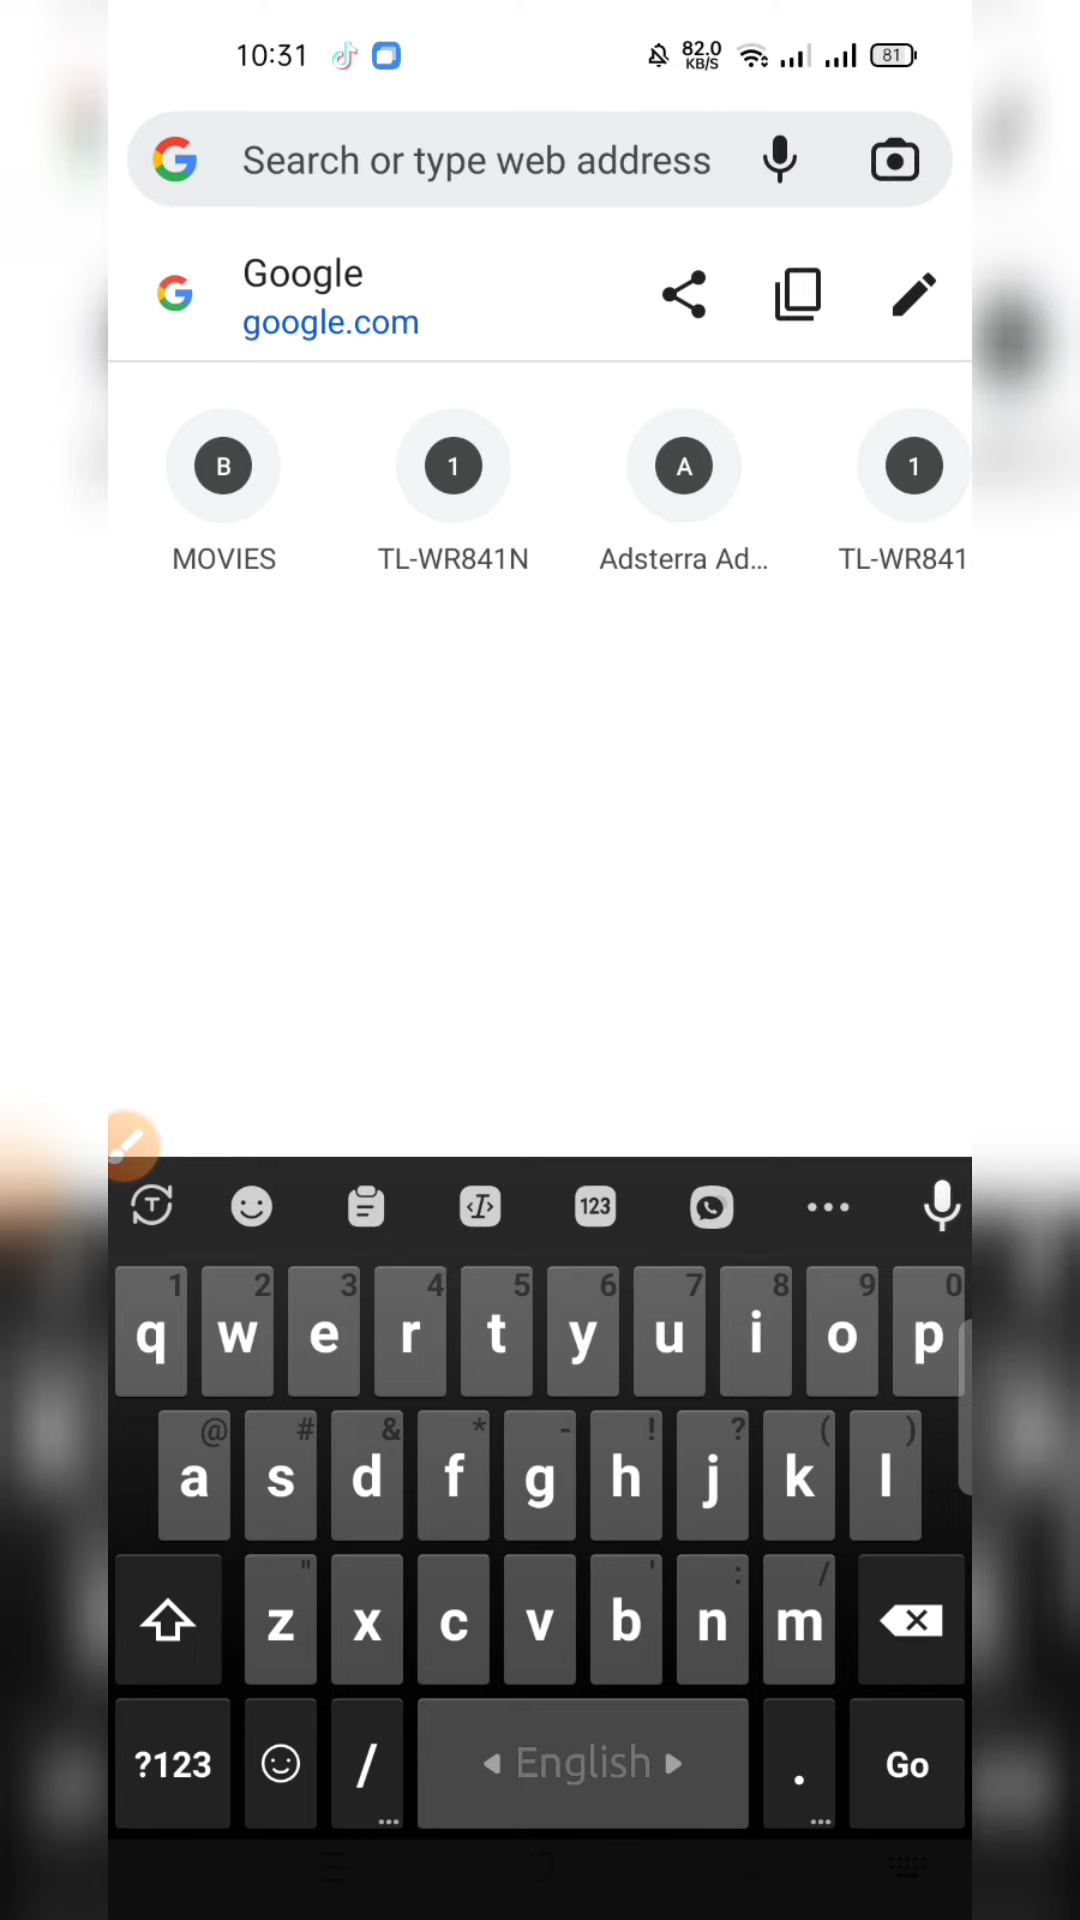 10:31 82.0 KB/S 81
Search or type web address
Google
google.com
B 1 A 1
MOVIES TL-WR841N Adsterra Ad... TL-WR841
T 123
1 2 3 4 5 6 7 8 9 0
q w e r t y u i o p
@ # & * - ! ? ( )
a s d f g h j k l
" ' : /
z x c v b n m
?123 / English . Go